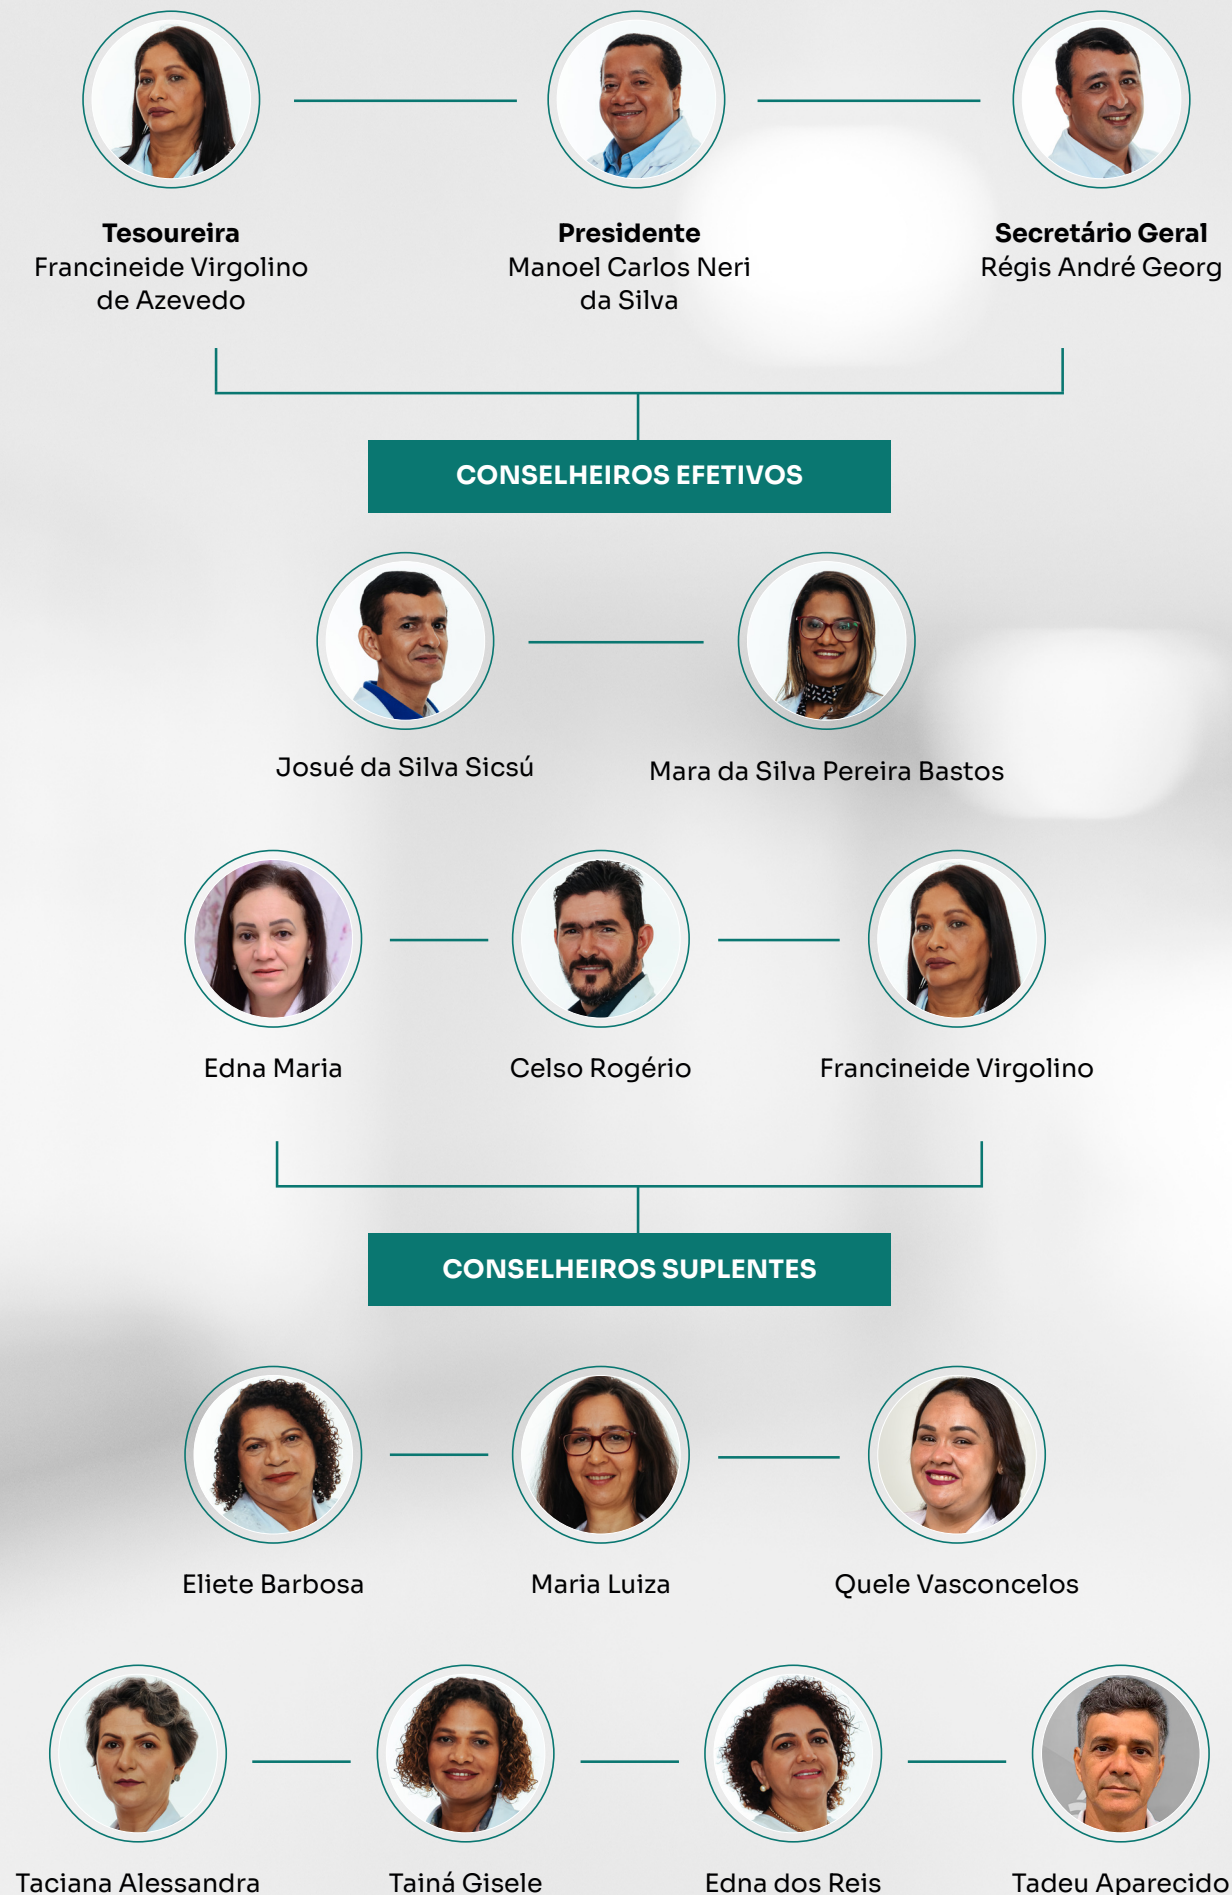 Tesoureira
Francineide Virgolino
de Azevedo
Presidente
Manoel Carlos Neri
da Silva
Secretário Geral
Régis André Georg
CONSELHEIROS EFETIVOS
Josué da Silva Sicsú
Mara da Silva Pereira Bastos
Edna Maria
Celso Rogério
Francineide Virgolino
CONSELHEIROS SUPLENTES
Eliete Barbosa
Maria Luiza
Quele Vasconcelos
Taciana Alessandra
Tainá Gisele
Edna dos Reis
Tadeu Aparecido